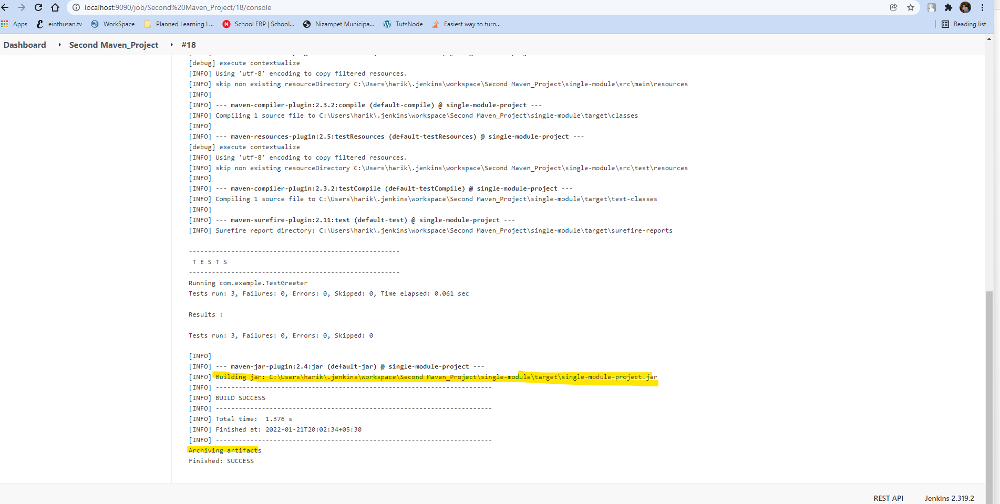 localhost:9090/job/Second%20Maven_Project/18/console
Apps einthusan.tv WorkSpace Planned Learning L... School ERP | School... Nizampet Municipa... TutsNode Easiest way to turn... Reading list
Dashboard Second Maven_Project #18
[debug] execute contextualize
[INFO] Using 'utf-8' encoding to copy filtered resources.
[INFO] skip non existing resourceDirectory C:\Users\harik\.jenkins\workspace\Second Maven_Project\single-module\src\main\resources
[INFO]
[INFO] --- maven-compiler-plugin:2.3.2:compile (default-compile) @ single-module-project ---
[INFO] Compiling 1 source file to C:\Users\harik\.jenkins\workspace\Second Maven_Project\single-module\target\classes
[INFO]
[INFO] --- maven-resources-plugin:2.5:testResources (default-testResources) @ single-module-project ---
[debug] execute contextualize
[INFO] Using 'utf-8' encoding to copy filtered resources.
[INFO] skip non existing resourceDirectory C:\Users\harik\.jenkins\workspace\Second Maven_Project\single-module\src\test\resources
[INFO]
[INFO] --- maven-compiler-plugin:2.3.2:testCompile (default-testCompile) @ single-module-project ---
[INFO] Compiling 1 source file to C:\Users\harik\.jenkins\workspace\Second Maven_Project\single-module\target\test-classes
[INFO]
[INFO] --- maven-surefire-plugin:2.11:test (default-test) @ single-module-project ---
[INFO] Surefire report directory: C:\Users\harik\.jenkins\workspace\Second Maven_Project\single-module\target\surefire-reports
-------------------------------------------------------
T E S T S
-------------------------------------------------------
Running com.example.TestGreeter
Tests run: 3, Failures: 0, Errors: 0, Skipped: 0, Time elapsed: 0.061 sec
Results :
Tests run: 3, Failures: 0, Errors: 0, Skipped: 0
[INFO]
[INFO] --- maven-jar-plugin:2.4:jar (default-jar) @ single-module-project ---
[INFO] Building jar: C:\Users\harik\.jenkins\workspace\Second Maven_Project\single-module\target\single-module-project.jar
[INFO] ------------------------------------------------------------------------
[INFO] BUILD SUCCESS
[INFO] ------------------------------------------------------------------------
[INFO] Total time:  1.376 s
[INFO] Finished at: 2022-01-21T20:02:34+05:30
[INFO] ------------------------------------------------------------------------
Archiving artifacts
Finished: SUCCESS
REST API Jenkins 2.319.2